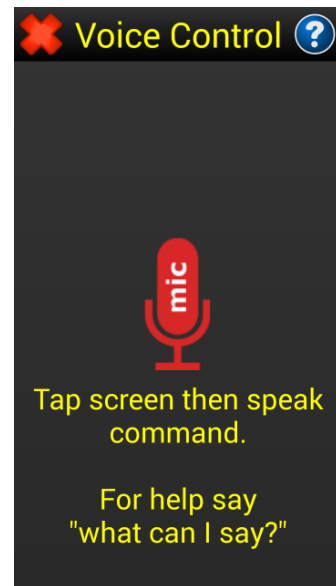 Voice Control ?
mic
Tap screen then speak
command.
For help say
"what can I say?"